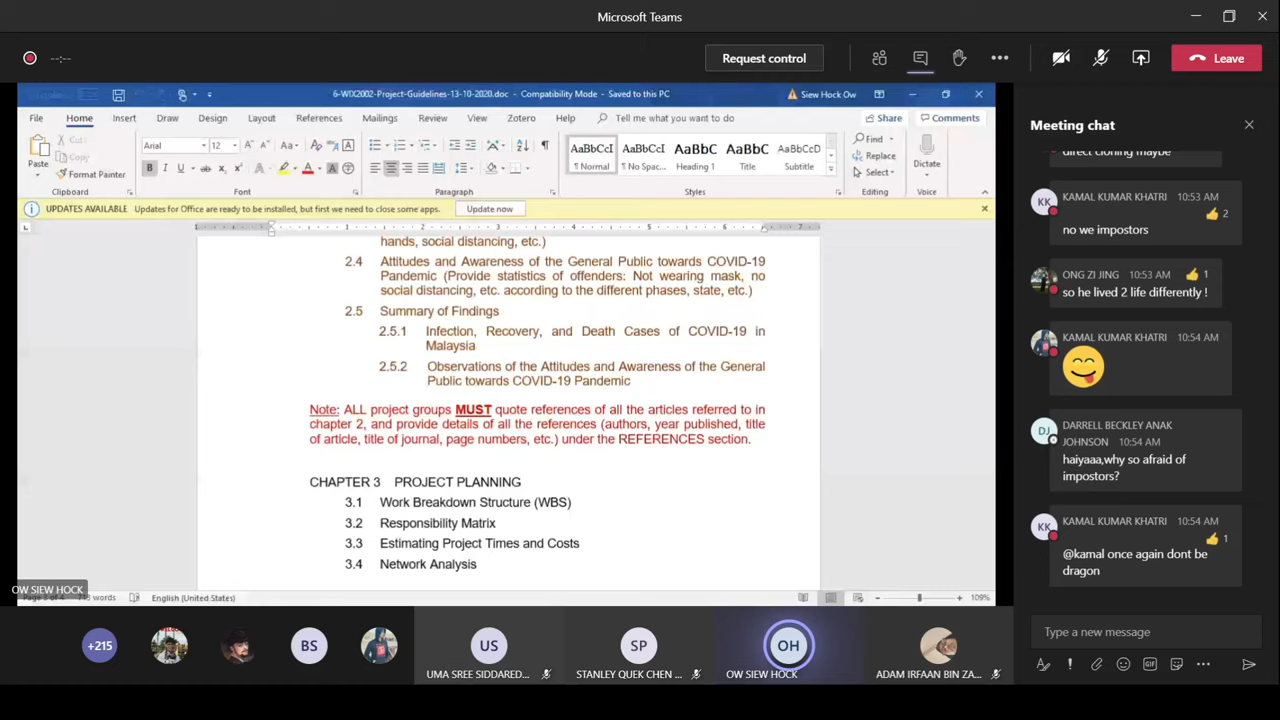 Microsoft Teams
--:--
Request control
Leave
6-WIX2002-Project-Guidelines-13-10-2020.doc - Compatibility Mode - Saved to this PC
Siew Hock Ow
File Home Insert Draw Design Layout References Mailings Review View Zotero Help Tell me what you want to do Share Comments
Paste
Cut
Copy
Format Painter
Clipboard
Arial 12
Font
Paragraph
AaBbCcD AaBbCcD AaBbC AaBbC AaBbCcD
¶ Normal ¶ No Spac... Heading 1 Title Subtitle
Styles
Find
Replace
Select
Editing
Dictate
Voice
UPDATES AVAILABLE Updates for Office are ready to be installed, but first we need to close some apps. Update now
hands, social distancing, etc.)
2.4 Attitudes and Awareness of the General Public towards COVID-19
Pandemic (Provide statistics of offenders: Not wearing mask, no
social distancing, etc. according to the different phases, state, etc.)
2.5 Summary of Findings
2.5.1 Infection, Recovery, and Death Cases of COVID-19 in
Malaysia
2.5.2 Observations of the Attitudes and Awareness of the General
Public towards COVID-19 Pandemic
Note: ALL project groups MUST quote references of all the articles referred to in
chapter 2, and provide details of all the references (authors, year published, title
of article, title of journal, page numbers, etc.) under the REFERENCES section.
CHAPTER 3 PROJECT PLANNING
3.1 Work Breakdown Structure (WBS)
3.2 Responsibility Matrix
3.3 Estimating Project Times and Costs
3.4 Network Analysis
OW SIEW HOCK
words English (United States)
109%
Meeting chat
direct cloning maybe
KK KAMAL KUMAR KHATRI 10:53 AM
2
no we impostors
ONG ZI JING 10:53 AM 1
so he lived 2 life differently !
KAMAL KUMAR KHATRI 10:54 AM
DJ DARRELL BECKLEY ANAK
JOHNSON 10:54 AM
haiyaaa,why so afraid of
impostors?
KK KAMAL KUMAR KHATRI 10:54 AM
1
@kamal once again dont be
dragon
Type a new message
+215
BS
US
UMA SREE SIDDARED...
SP
STANLEY QUEK CHEN ...
OH
OW SIEW HOCK
ADAM IRFAAN BIN ZA...